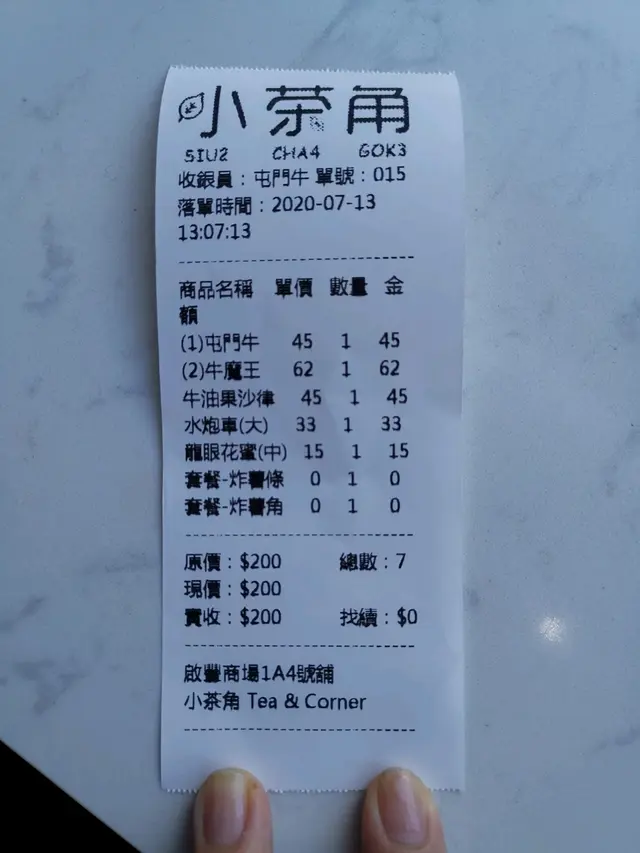 小茶角
SIU2 CHA4 GOK3
收銀員：屯門牛 單號：015
落單時間：2020-07-13
13:07:13
商品名稱 單價 數量 金
額
(1)屯門牛 45 1 45
(2)牛魔王 62 1 62
牛油果沙律 45 1 45
水炮車(大) 33 1 33
龍眼花蜜(中) 15 1 15
套餐-炸薯條 0 1 0
套餐-炸薯角 0 1 0
原價：$200 總數：7
現價：$200
實收：$200 找續：$0
啟豐商場1A4號舖
小茶角 Tea & Corner